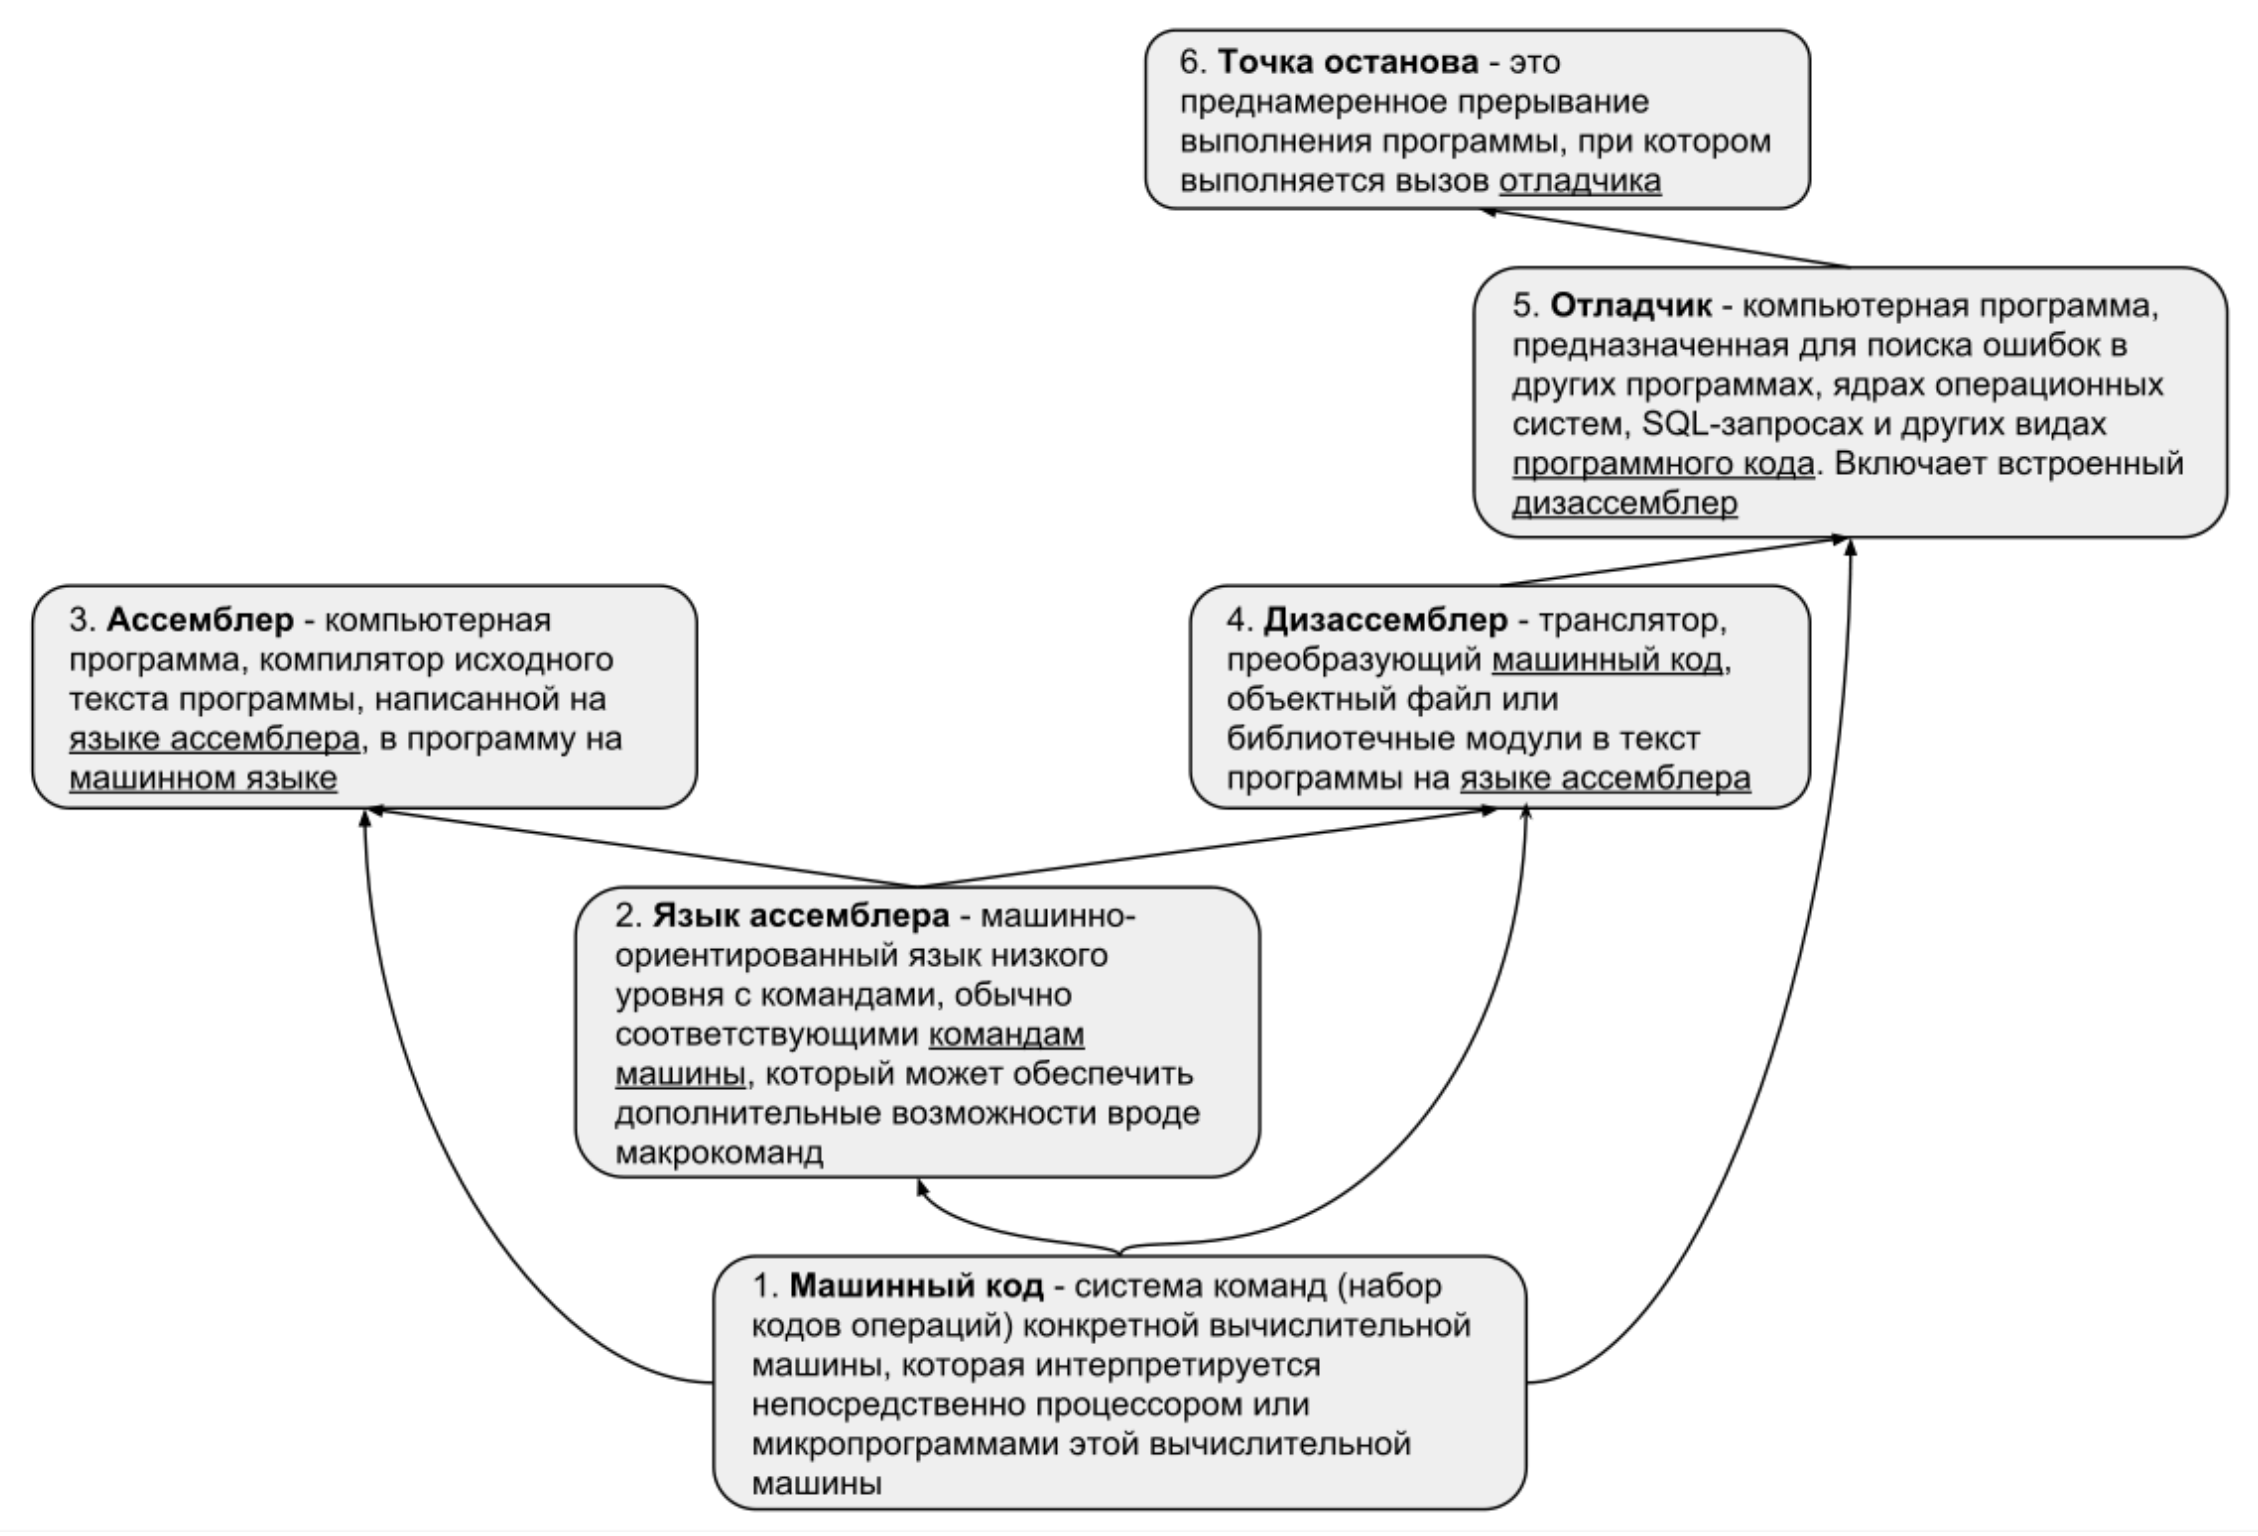 6. Точка останова - это
преднамеренное прерывание
выполнения программы, при котором
выполняется вызов отладчика
5. Отладчик - компьютерная программа,
предназначенная для поиска ошибок в
других программах, ядрах операционных
систем, SQL-запросах и других видах
программного кода. Включает встроенный
дизассемблер
3. Ассемблер - компьютерная
программа, компилятор исходного
текста программы, написанной на
языке ассемблера, в программу на
машинном языке
4. Дизассемблер - транслятор,
преобразующий машинный код,
объектный файл или
библиотечные модули в текст
программы на языке ассемблера
2. Язык ассемблера - машинно-
ориентированный язык низкого
уровня с командами, обычно
соответствующими командам
машины, который может обеспечить
дополнительные возможности вроде
макрокоманд
1. Машинный код - система команд (набор
кодов операций) конкретной вычислительной
машины, которая интерпретируется
непосредственно процессором или
микропрограммами этой вычислительной
машины